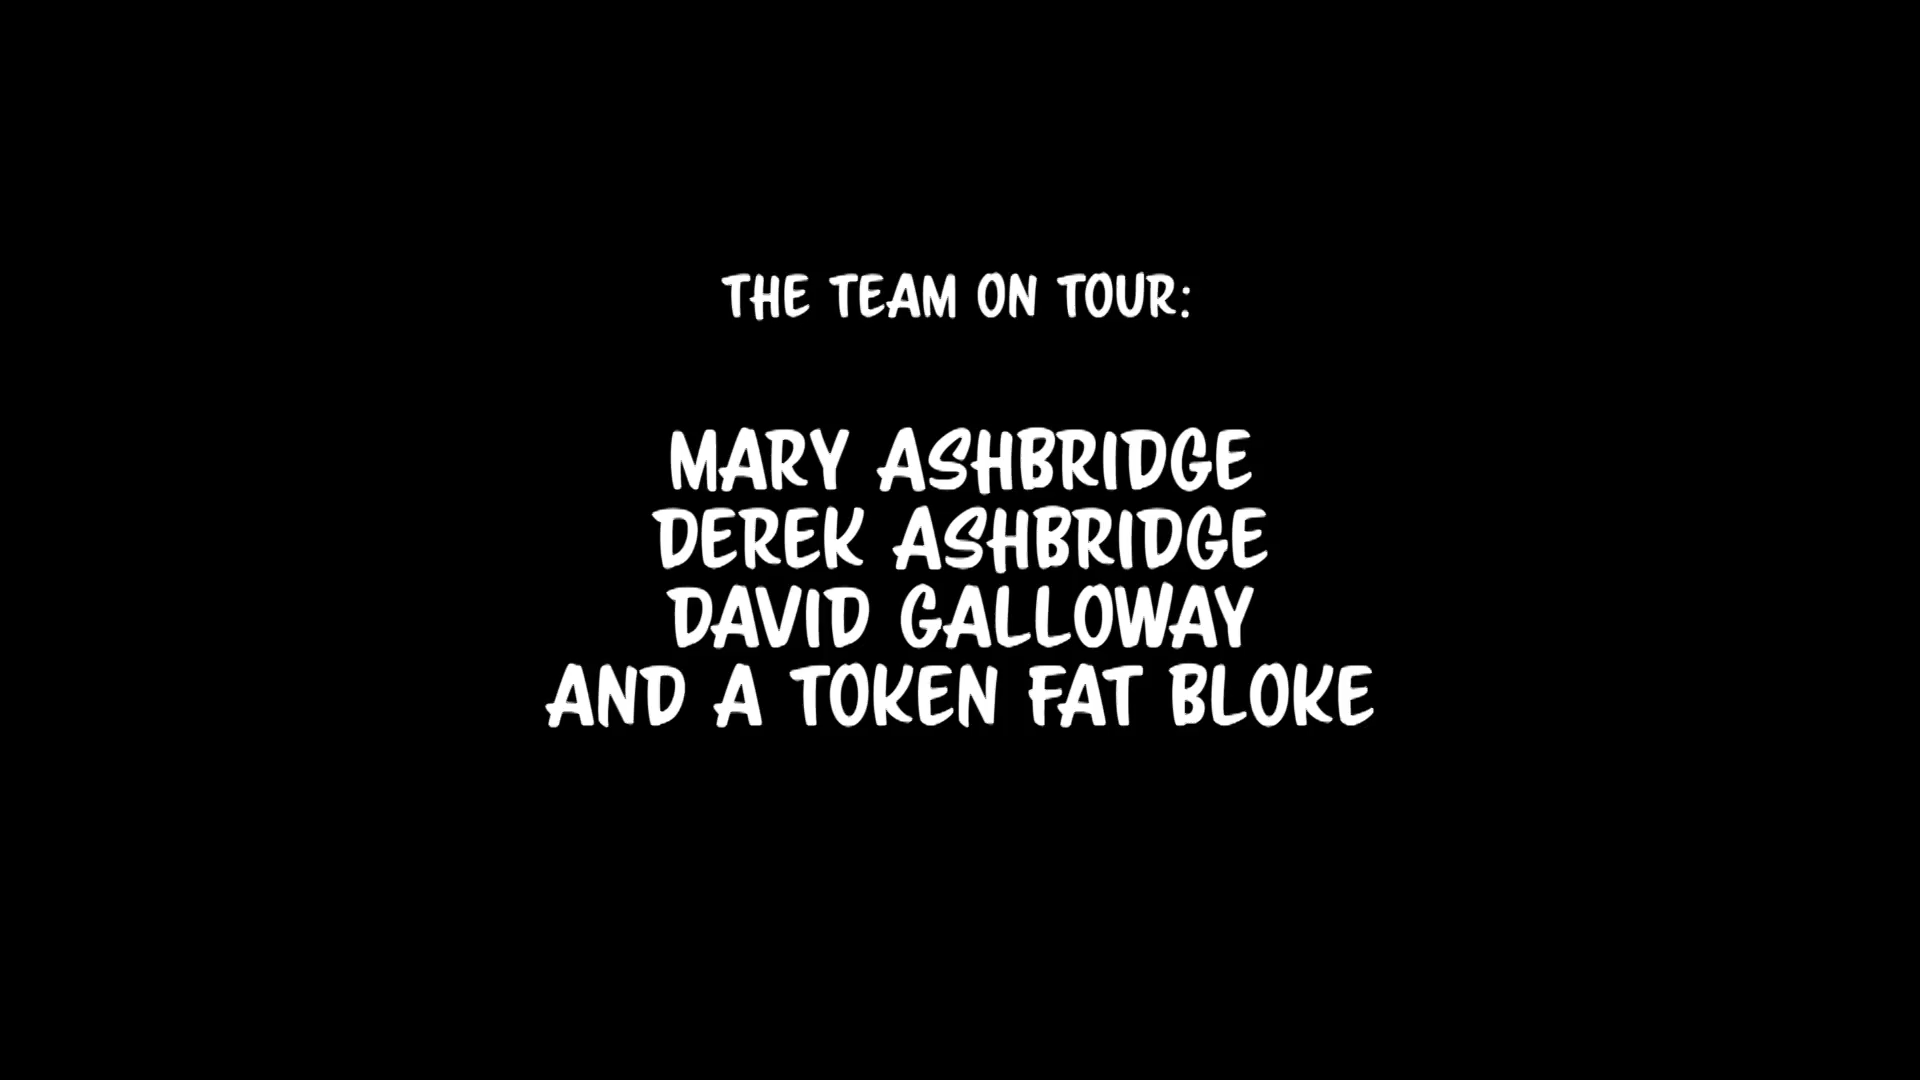 THE TEAM ON TOUR:
MARY ASHBRIDGE
DEREK ASHBRIDGE
DAVID GALLOWAY
AND A TOKEN FAT BLOKE